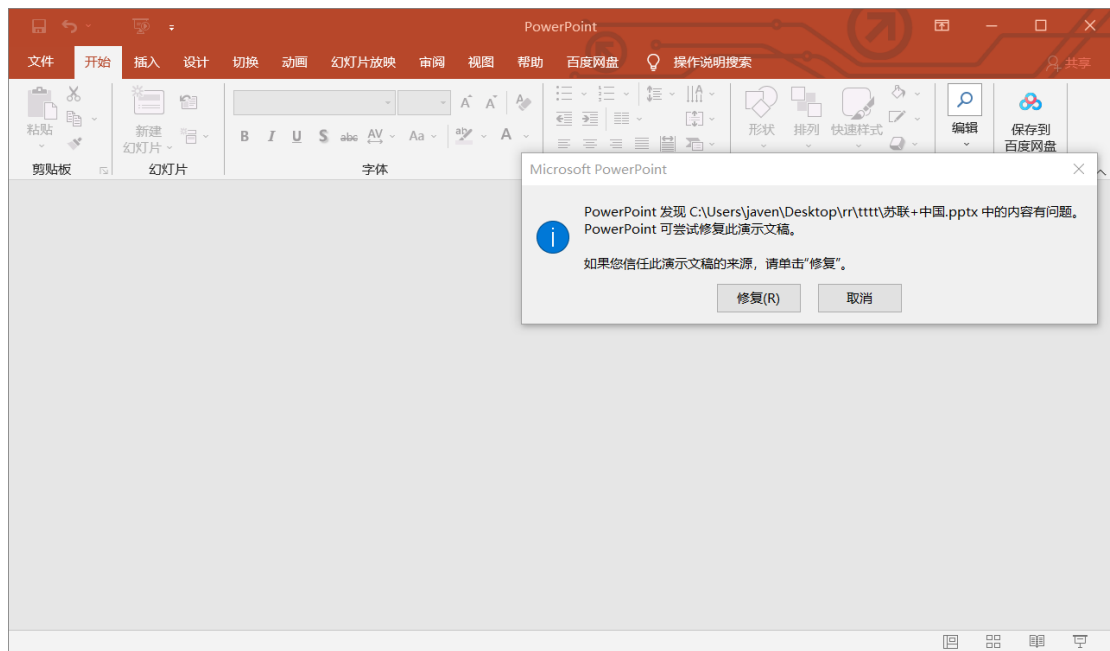 PowerPoint
文件 开始 插入 设计 切换 动画 幻灯片放映 审阅 视图 帮助 百度网盘 操作说明搜索 共享
粘贴
新建
幻灯片
B I U S abc AV Aa A
形状 排列 快速样式
编辑
保存到
百度网盘
剪贴板 幻灯片 字体
Microsoft PowerPoint
PowerPoint 发现 C:\Users\javen\Desktop\rr\tttt\苏联+中国.pptx 中的内容有问题。
PowerPoint 可尝试修复此演示文稿。
如果您信任此演示文稿的来源，请单击“修复”。
修复(R) 取消